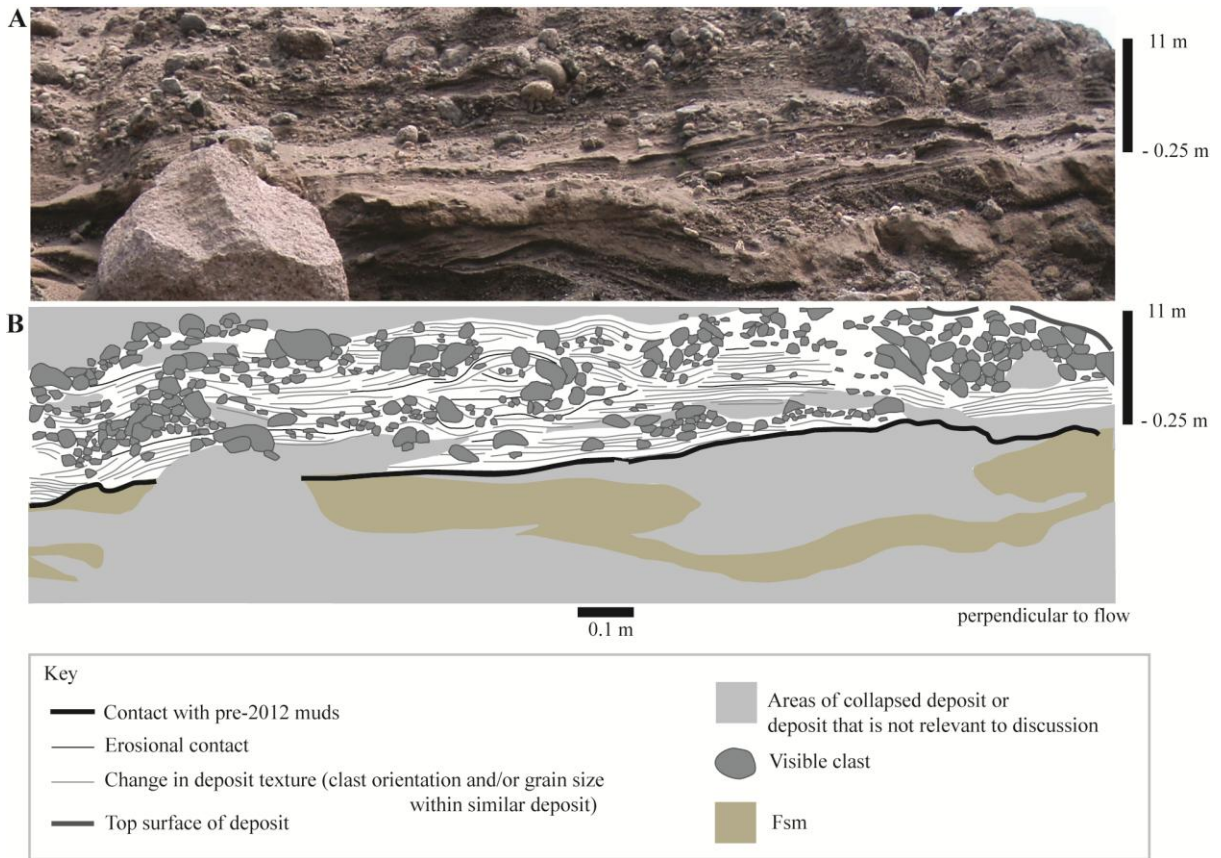 A
11 m
- 0.25 m
B
11 m
- 0.25 m
0.1 m
perpendicular to flow
Key
Contact with pre-2012 muds
Erosional contact
Change in deposit texture (clast orientation and/or grain size
within similar deposit)
Top surface of deposit
Areas of collapsed deposit or
deposit that is not relevant to discussion
Visible clast
Fsm